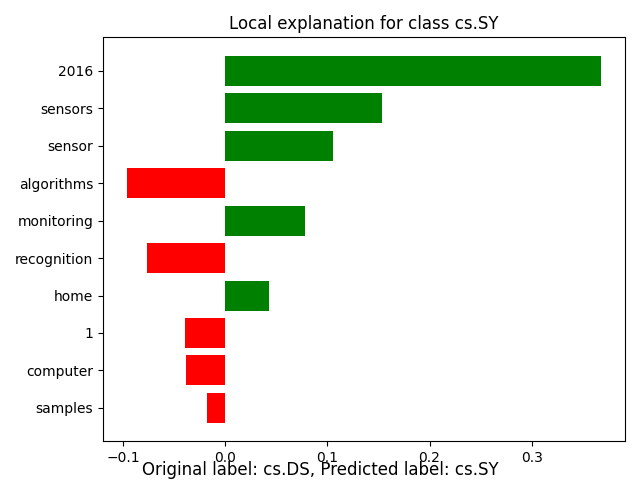 Local explanation for class cs.SY
2016
sensors
sensor
algorithms
monitoring
recognition
home
1
computer
samples
−0.1 0.0 0.1 0.2 0.3
Original label: cs.DS, Predicted label: cs.SY